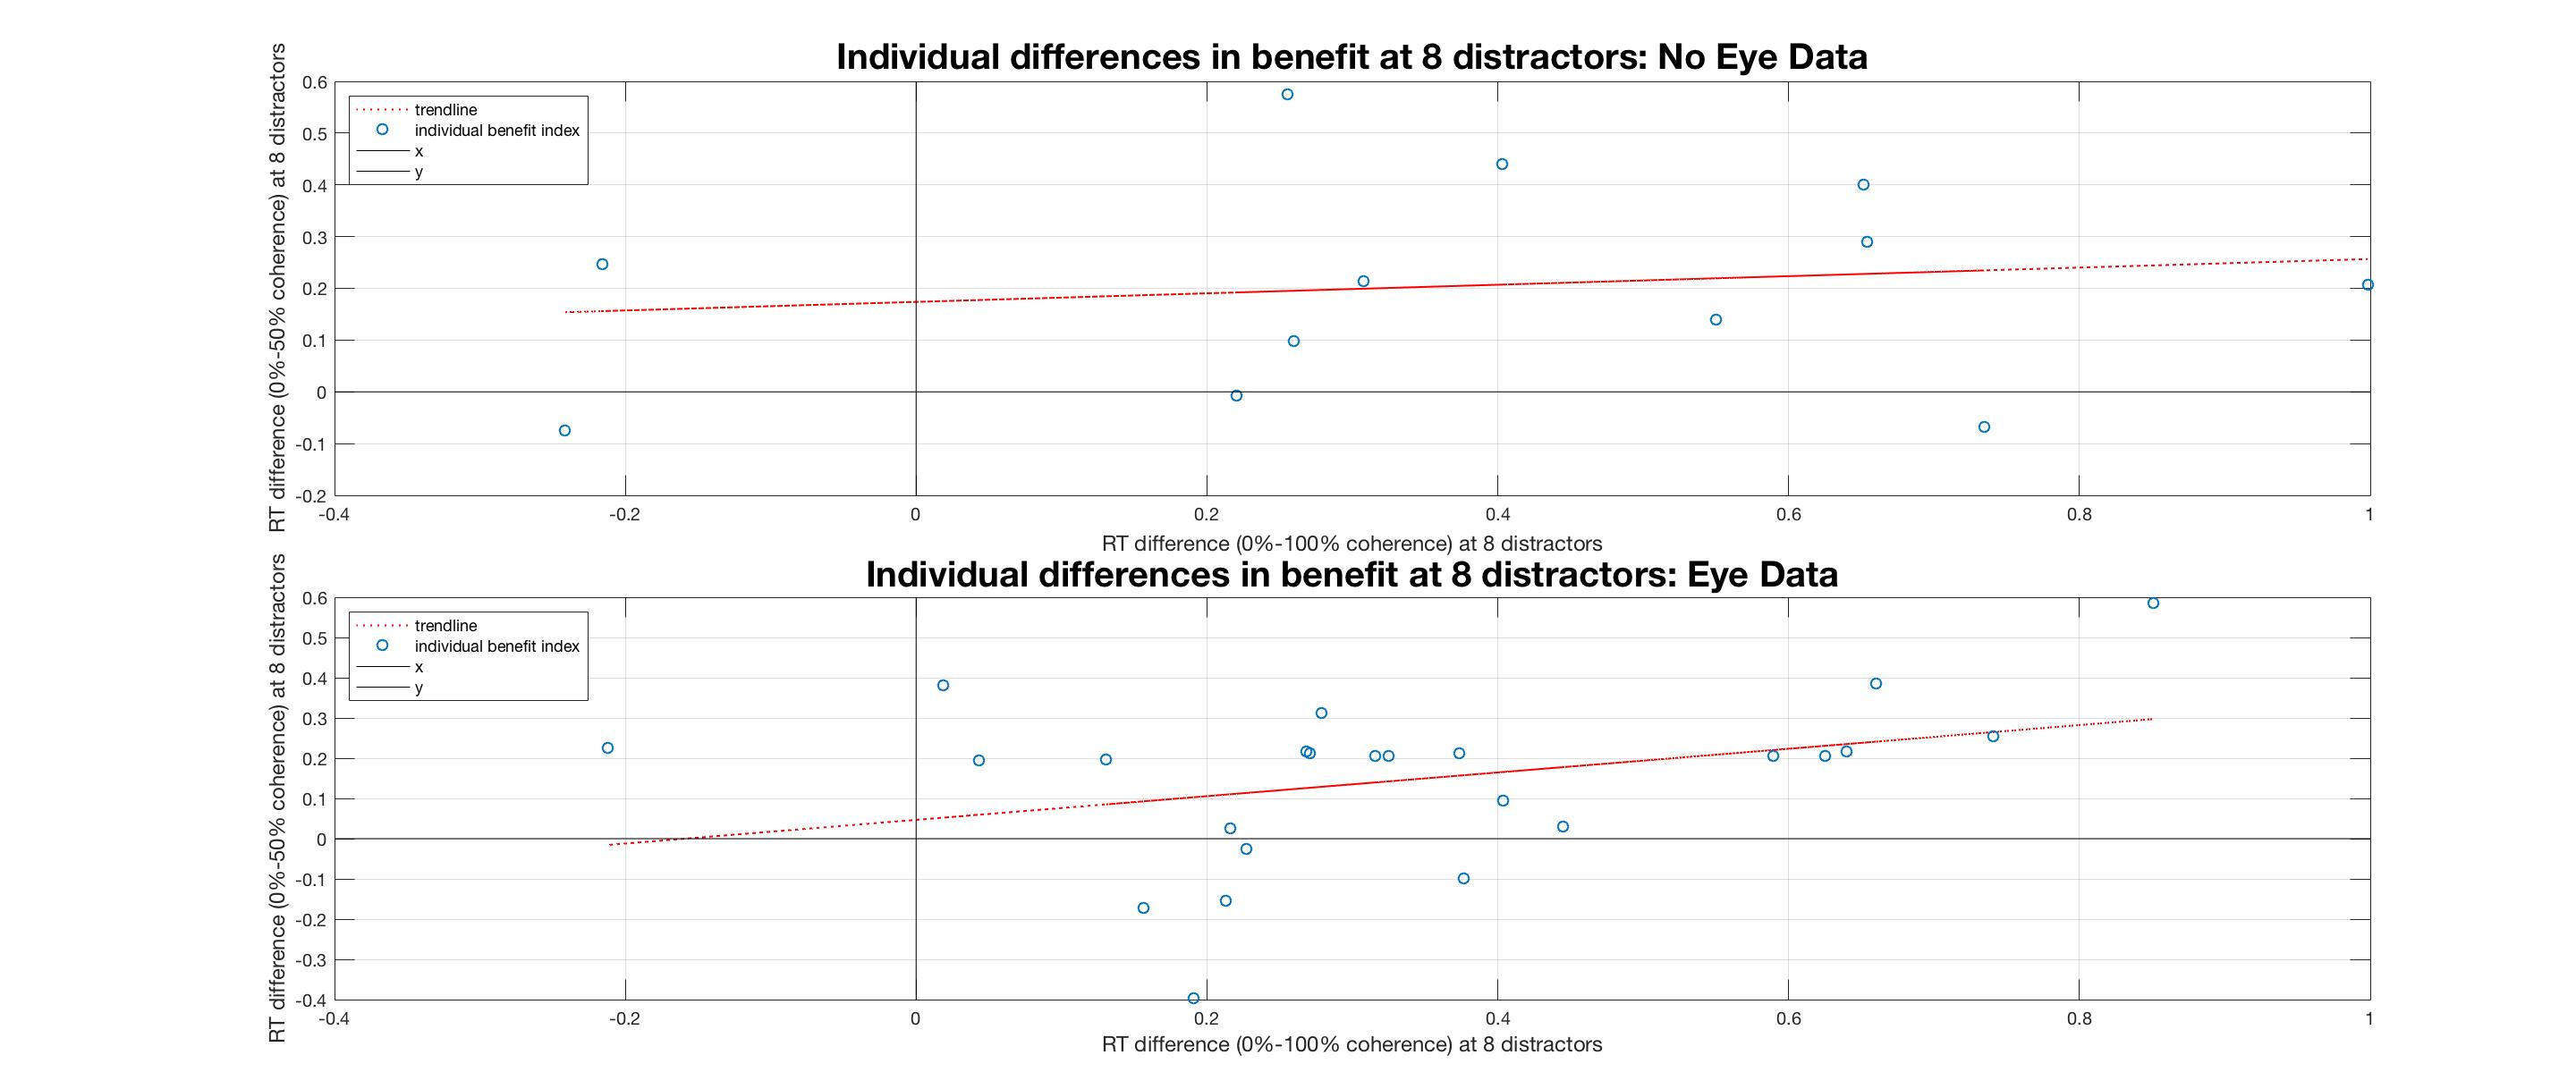 Individual differences in benefit at 8 distractors: No Eye Data
RT difference (0%-50% coherence) at 8 distractors
0.6
0.5
0.4
0.3
0.2
0.1
0
-0.1
-0.2
trendline
individual benefit index
x
y
-0.4 -0.2 0 0.2 0.4 0.6 0.8 1
RT difference (0%-100% coherence) at 8 distractors
Individual differences in benefit at 8 distractors: Eye Data
RT difference (0%-50% coherence) at 8 distractors
0.6
0.5
0.4
0.3
0.2
0.1
0
-0.1
-0.2
-0.3
-0.4
trendline
individual benefit index
x
y
-0.4 -0.2 0 0.2 0.4 0.6 0.8 1
RT difference (0%-100% coherence) at 8 distractors